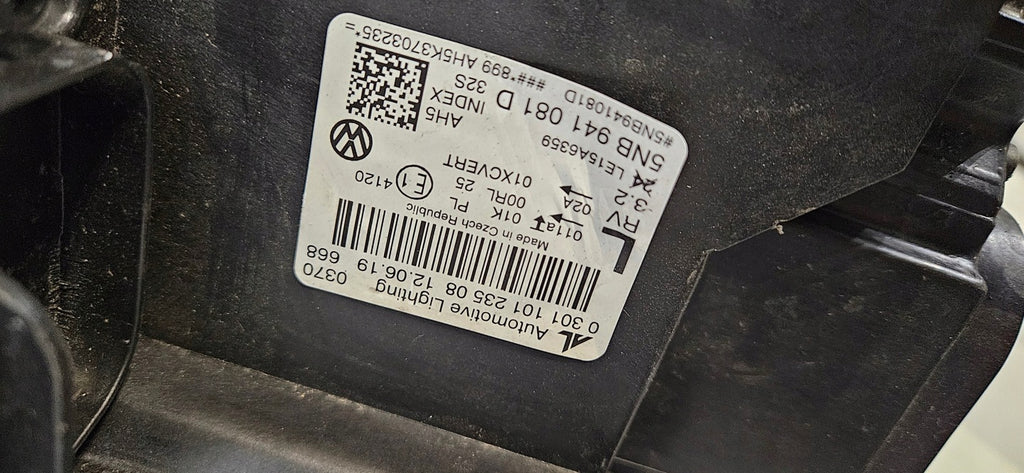 AL Automotive Lighting 0370
0 301 101 235 08 12.06.19 668
Made in Czech Republic
L
011a 01K PL
02A 00RL 25
01XCVERT
E1 4120
RV
3.2
LE15A6359
5NB 941 081 D
INDEX 32S
AH5
#5NB941081D ###*899 AH5K3703235*=